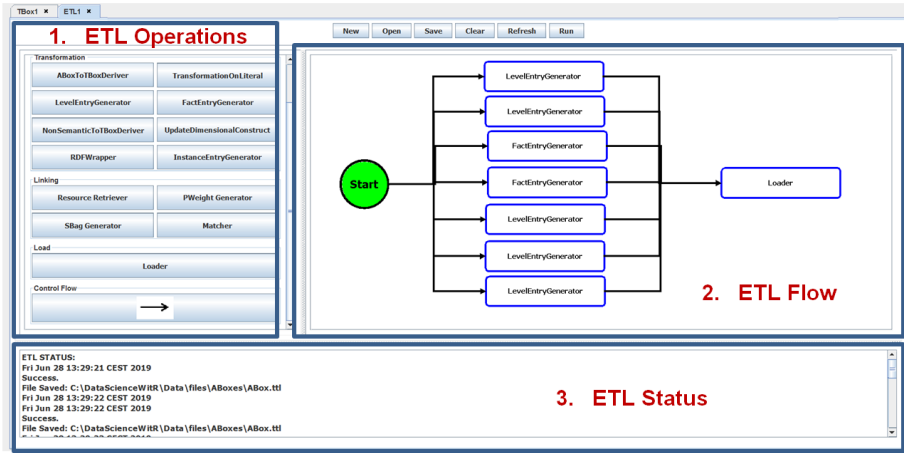 TBox1 ×
ETL1 ×
New
Open
Save
Clear
Refresh
Run
1. ETL Operations
Transformation
ABoxToTBoxDeriver
TransformationOnLiteral
LevelEntryGenerator
FactEntryGenerator
NonSemanticToTBoxDeriver
UpdateDimensionalConstruct
RDFWrapper
InstanceEntryGenerator
Linking
Resource Retriever
PWeight Generator
SBag Generator
Matcher
Load
Loader
Control Flow
Start
LevelEntryGenerator
LevelEntryGenerator
FactEntryGenerator
FactEntryGenerator
LevelEntryGenerator
LevelEntryGenerator
LevelEntryGenerator
Loader
2. ETL Flow
ETL STATUS:
Fri Jun 28 13:29:21 CEST 2019
Success.
File Saved: C:\DataScienceWitR\Data\files\ABoxes\ABox.ttl
Fri Jun 28 13:29:22 CEST 2019
Fri Jun 28 13:29:22 CEST 2019
Success.
File Saved: C:\DataScienceWitR\Data\files\ABoxes\ABox.ttl
3. ETL Status